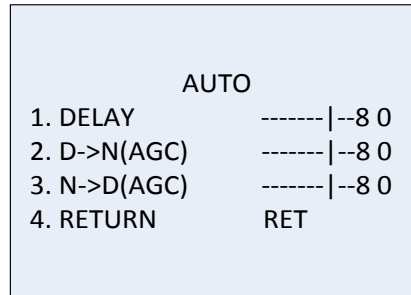 AUTO
1. DELAY -------|--8 0
2. D->N(AGC) -------|--8 0
3. N->D(AGC) -------|--8 0
4. RETURN RET